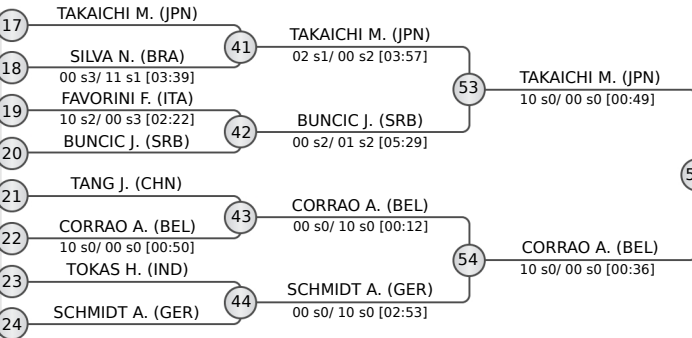 17
TAKAICHI M. (JPN)
SILVA N. (BRA)
18
00 s3/ 11 s1 [03:39]
41
TAKAICHI M. (JPN)
02 s1/ 00 s2 [03:57]
19
FAVORINI F. (ITA)
10 s2/ 00 s3 [02:22]
BUNCIC J. (SRB)
20
42
BUNCIC J. (SRB)
00 s2/ 01 s2 [05:29]
53
TAKAICHI M. (JPN)
10 s0/ 00 s0 [00:49]
21
TANG J. (CHN)
CORRAO A. (BEL)
22
10 s0/ 00 s0 [00:50]
43
CORRAO A. (BEL)
00 s0/ 10 s0 [00:12]
23
TOKAS H. (IND)
SCHMIDT A. (GER)
24
44
SCHMIDT A. (GER)
00 s0/ 10 s0 [02:53]
54
CORRAO A. (BEL)
10 s0/ 00 s0 [00:36]